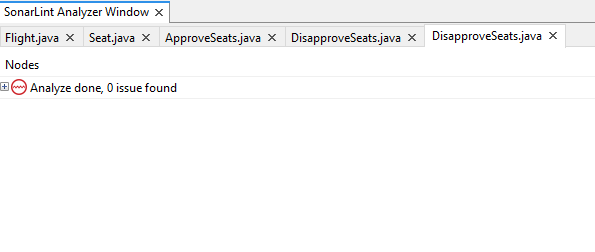 SonarLint Analyzer Window
Flight.java Seat.java ApproveSeats.java DisapproveSeats.java DisapproveSeats.java
Nodes
Analyze done, 0 issue found